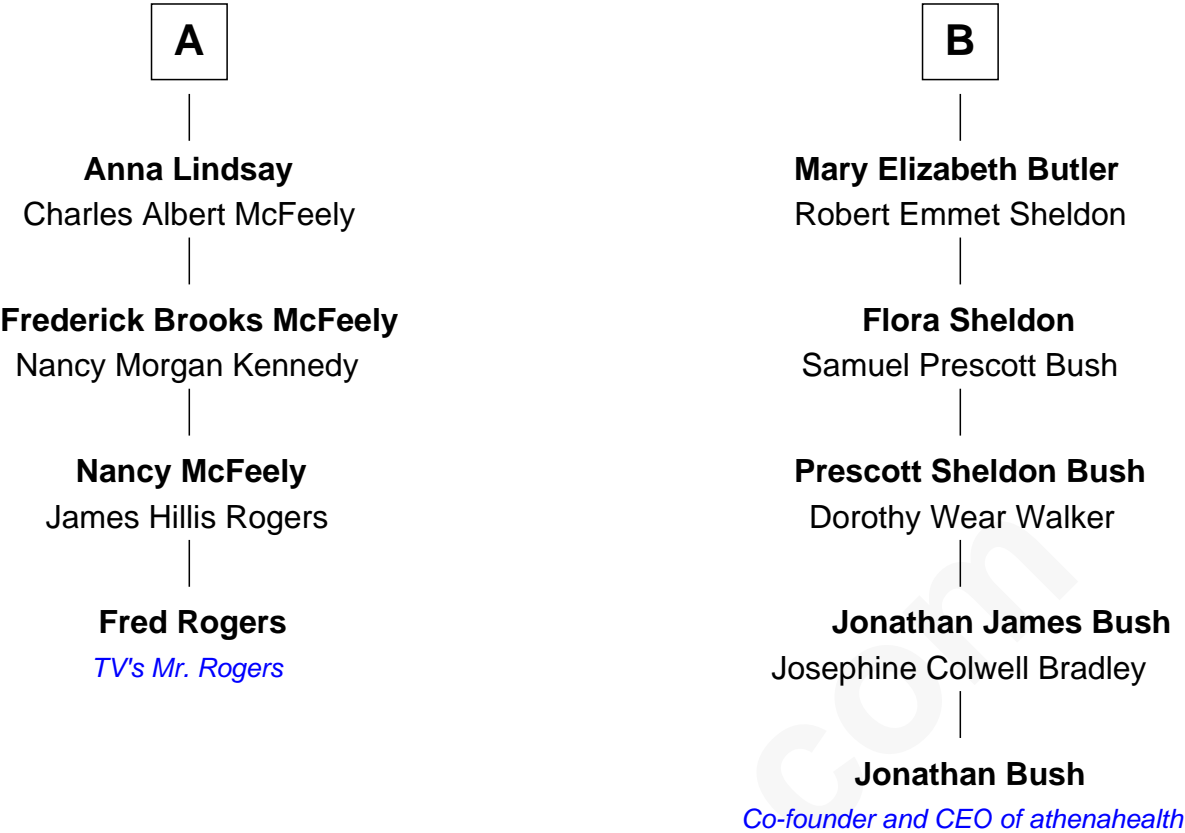 A
Anna Lindsay
Charles Albert McFeely
Frederick Brooks McFeely
Nancy Morgan Kennedy
Nancy McFeely
James Hillis Rogers
Fred Rogers
TV's Mr. Rogers
B
Mary Elizabeth Butler
Robert Emmet Sheldon
Flora Sheldon
Samuel Prescott Bush
Prescott Sheldon Bush
Dorothy Wear Walker
Jonathan James Bush
Josephine Colwell Bradley
Jonathan Bush
Co-founder and CEO of athenahealth
com